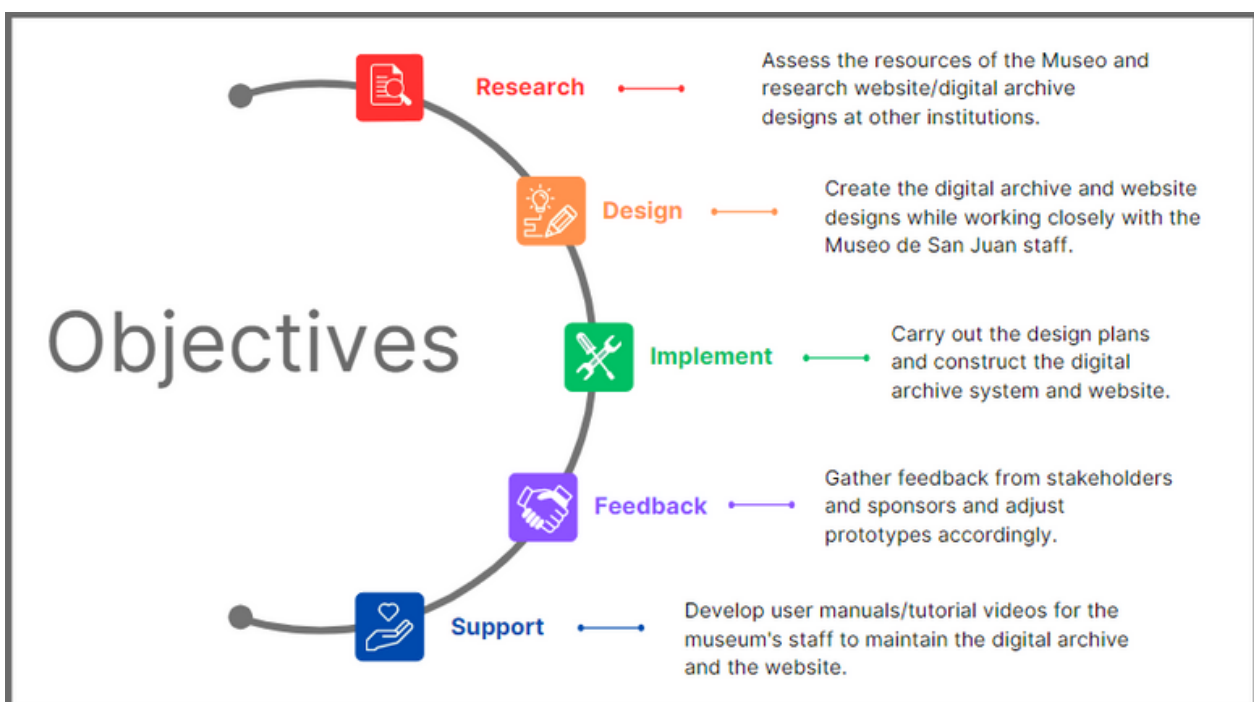 Objectives
Research
Assess the resources of the Museo and
research website/digital archive
designs at other institutions.
Design
Create the digital archive and website
designs while working closely with the
Museo de San Juan staff.
Implement
Carry out the design plans
and construct the digital
archive system and website.
Feedback
Gather feedback from stakeholders
and sponsors and adjust
prototypes accordingly.
Support
Develop user manuals/tutorial videos for the
museum's staff to maintain the digital archive
and the website.